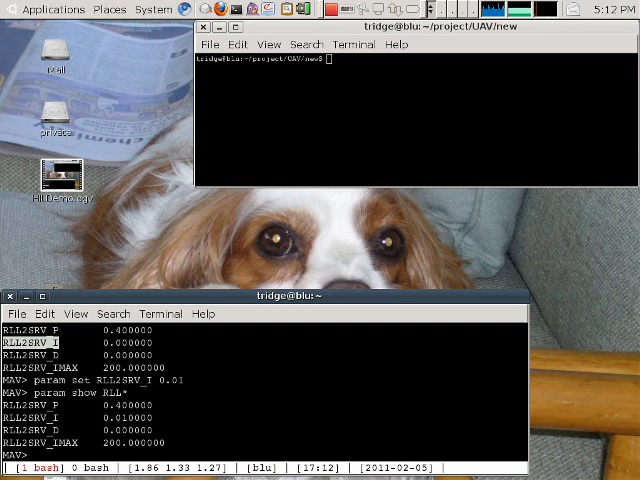 Applications Places System
5:12 PM
tridge@blu:~/project/UAV/new
File Edit View Search Terminal Help
tridge@blu:~/project/UAV/new$
Mail
private
HILDemo.ogv
chemist
tridge@blu:~
File Edit View Search Terminal Help
RLL2SRV_P 0.400000
RLL2SRV_I 0.000000
RLL2SRV_D 0.000000
RLL2SRV_IMAX 200.000000
MAV> param set RLL2SRV_I 0.01
MAV> param show RLL*
RLL2SRV_P 0.400000
RLL2SRV_I 0.010000
RLL2SRV_D 0.000000
RLL2SRV_IMAX 200.000000
MAV>
| [1 bash] 0 bash | [1.86 1.33 1.27] | [blu] | [17:12] | [2011-02-05] |